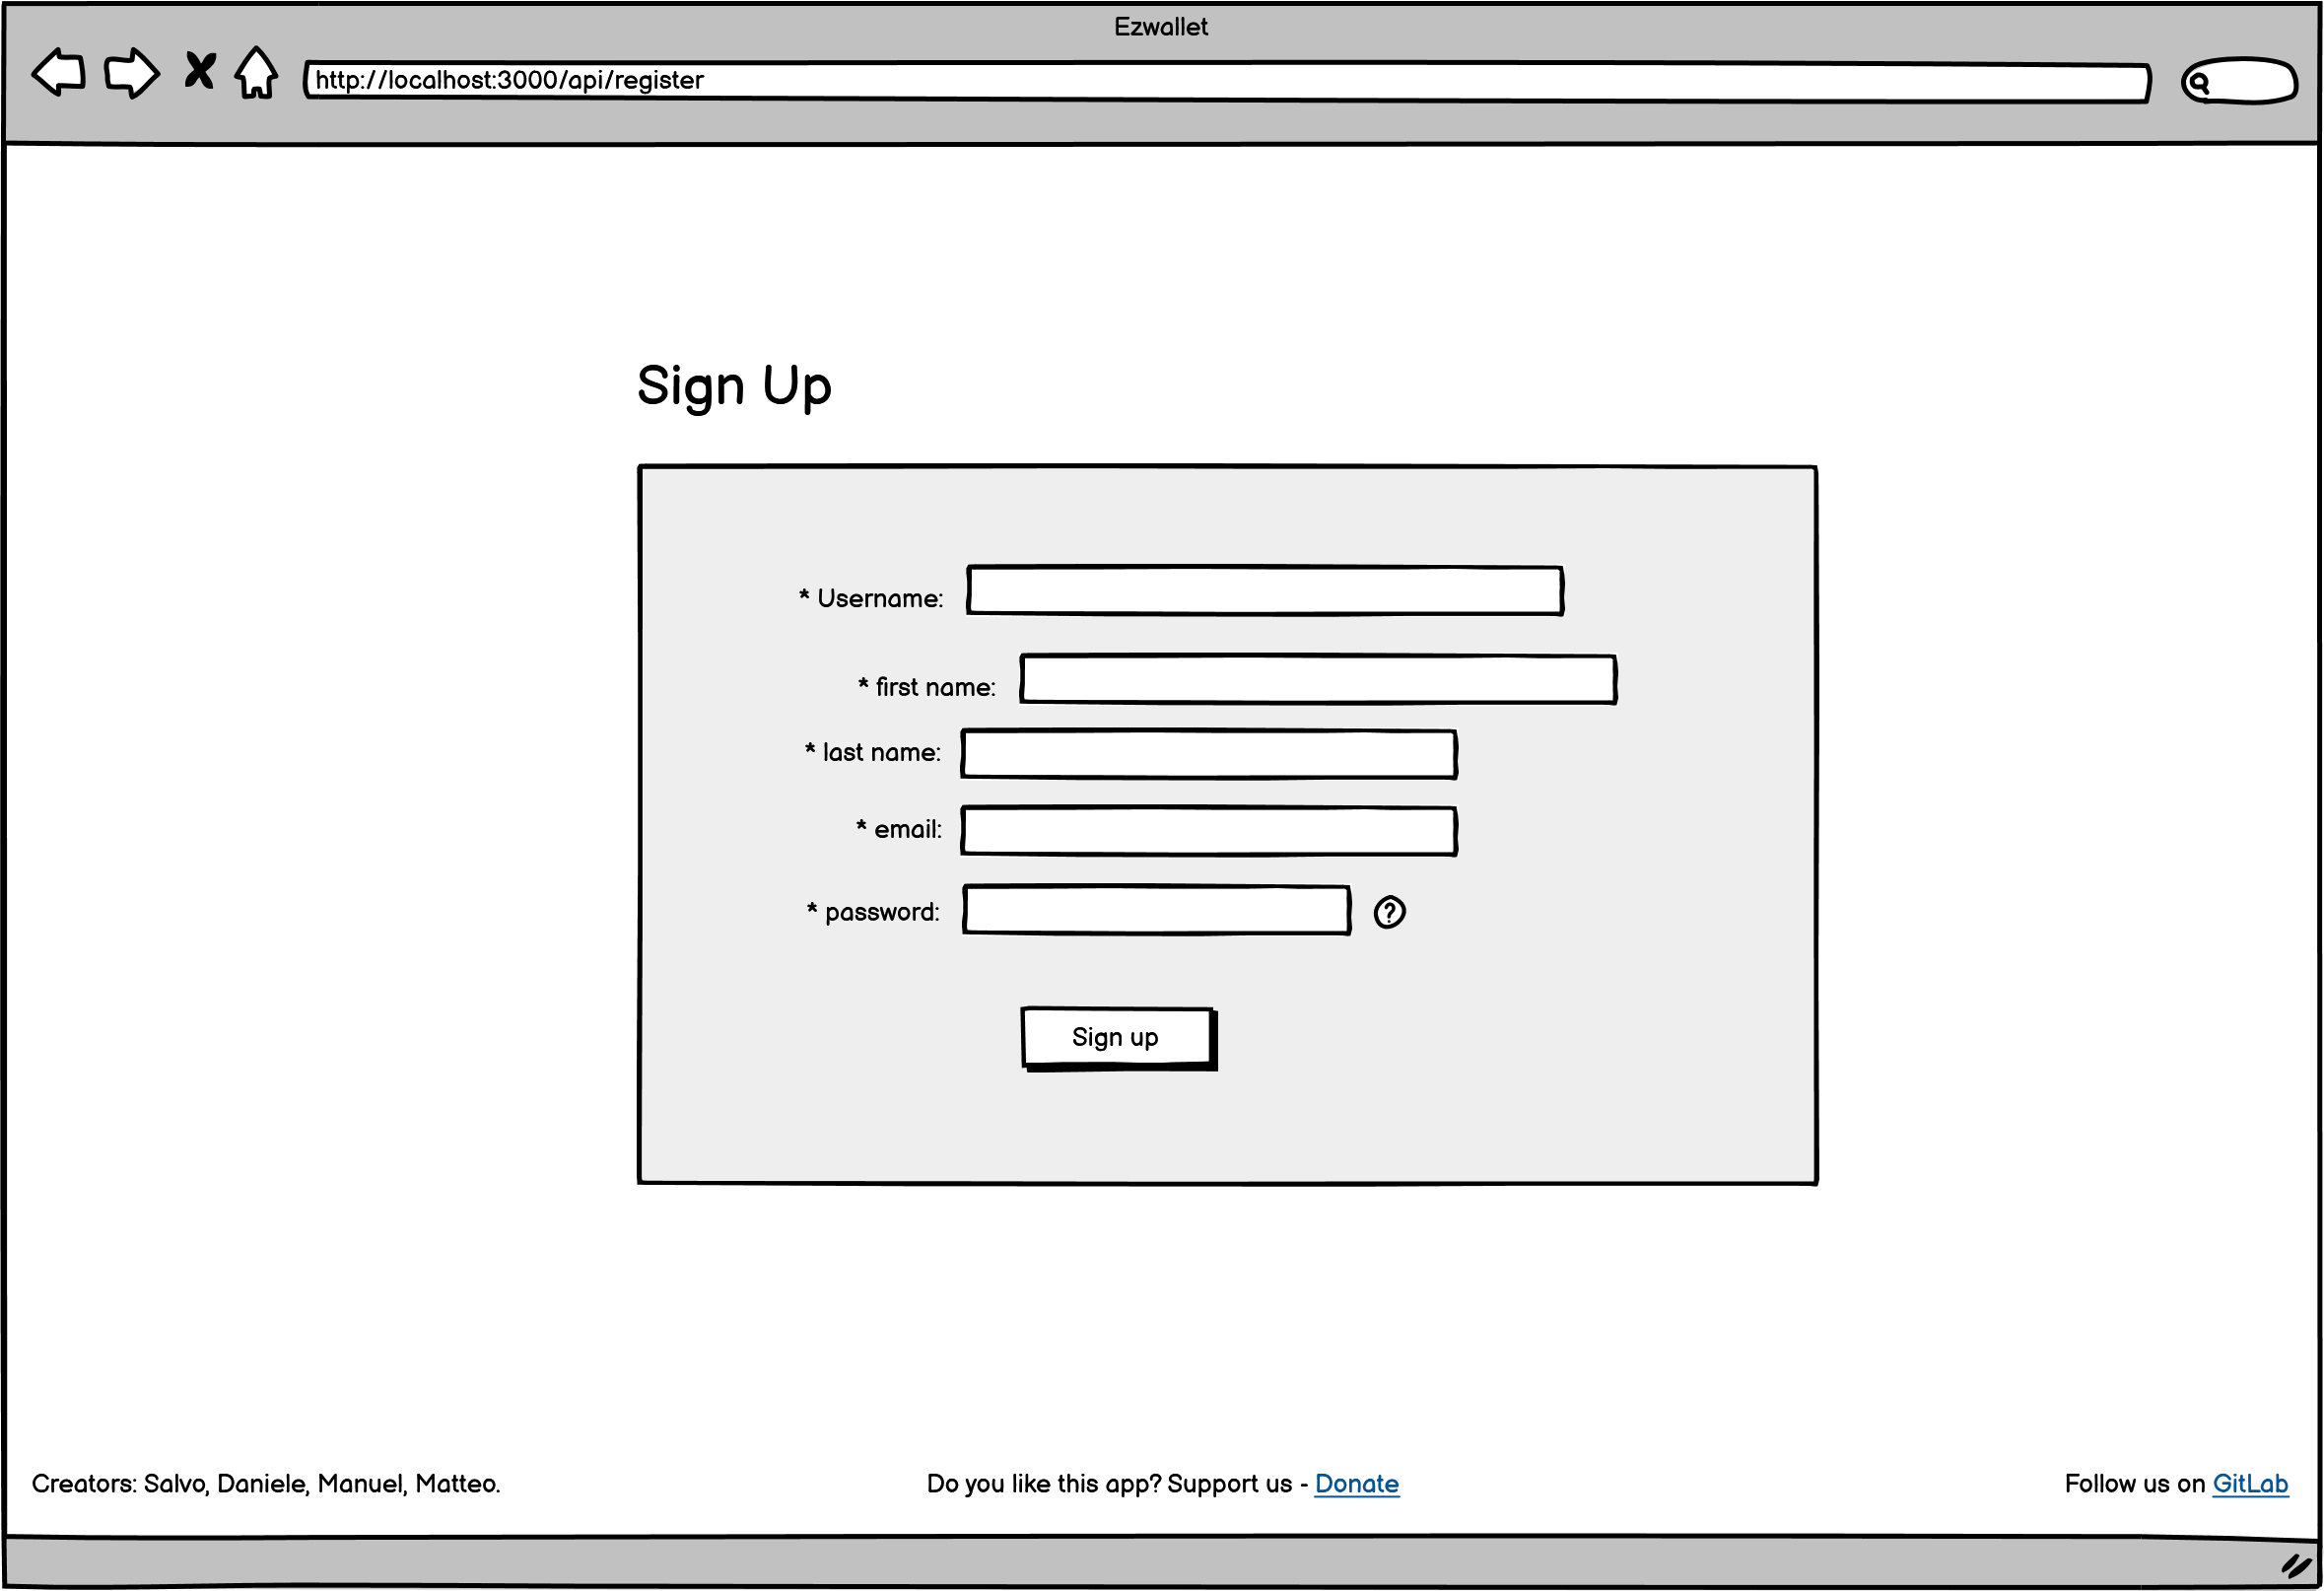 Ezwallet
http://localhost:3000/api/register
Sign Up
* Username:
* first name:
* last name:
* email:
* password:
?
Sign up
Creators: Salvo, Daniele, Manuel, Matteo.
Do you like this app? Support us - Donate
Follow us on GitLab